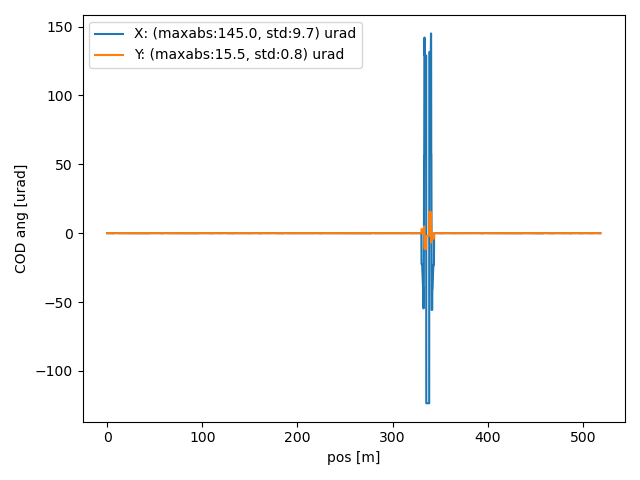 X: (maxabs:145.0, std:9.7) urad
Y: (maxabs:15.5, std:0.8) urad
COD ang [urad]
150
100
50
0
−50
−100
0 100 200 300 400 500
pos [m]